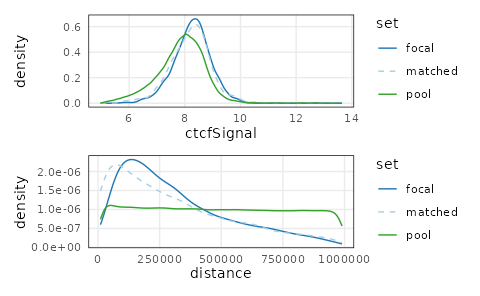 density
0.6
0.4
0.2
0.0
6
8
10
12
14
ctcfSignal
set
focal
matched
pool
density
2.0e-06
1.5e-06
1.0e-06
5.0e-07
0.0e+00
0
250000
500000
750000
1000000
distance
set
focal
matched
pool